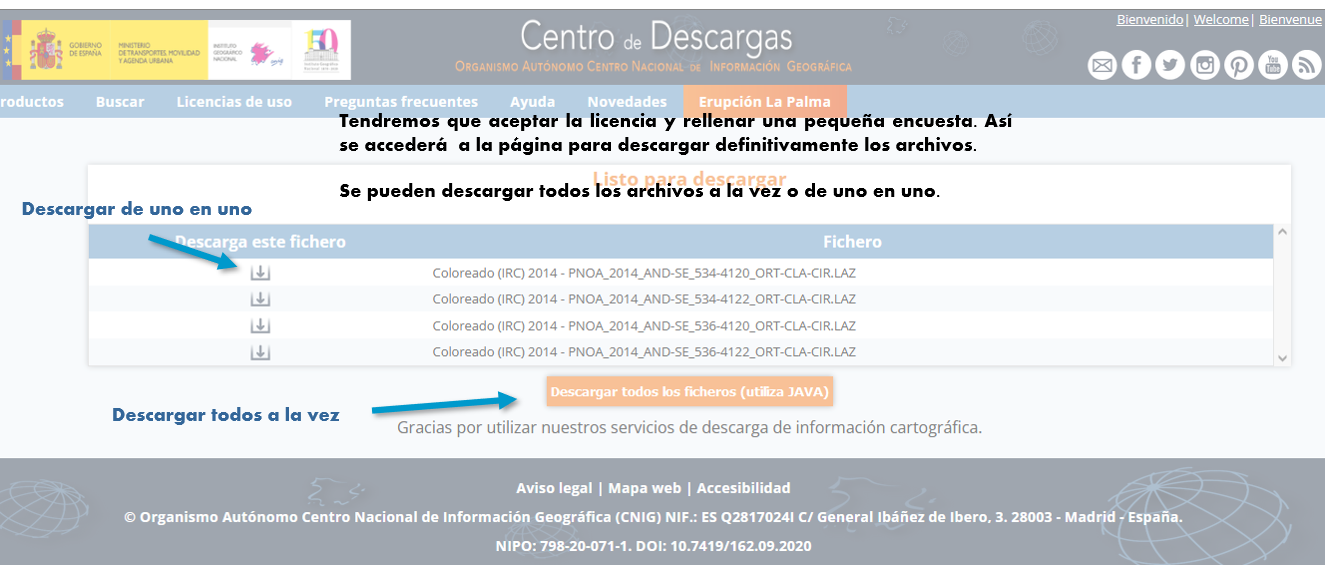 Bienvenido | Welcome | Bienvenue
GOBIERNO DE ESPAÑA
MINISTERIO DE TRANSPORTES, MOVILIDAD Y AGENDA URBANA
INSTITUTO GEOGRÁFICO NACIONAL
Centro de Descargas
Organismo Autónomo Centro Nacional de Información Geográfica
roductos Buscar Licencias de uso Preguntas frecuentes Ayuda Novedades Erupción La Palma
Tendremos que aceptar la licencia y rellenar una pequeña encuesta. Así
se accederá a la página para descargar definitivamente los archivos.
Listo para descargar
Se pueden descargar todos los archivos a la vez o de uno en uno.
Descargar de uno en uno
Descarga este fichero Fichero
Coloreado (IRC) 2014 - PNOA_2014_AND-SE_534-4120_ORT-CLA-CIR.LAZ
Coloreado (IRC) 2014 - PNOA_2014_AND-SE_534-4122_ORT-CLA-CIR.LAZ
Coloreado (IRC) 2014 - PNOA_2014_AND-SE_536-4120_ORT-CLA-CIR.LAZ
Coloreado (IRC) 2014 - PNOA_2014_AND-SE_536-4122_ORT-CLA-CIR.LAZ
Descargar todos los ficheros (utiliza JAVA)
Descargar todos a la vez
Gracias por utilizar nuestros servicios de descarga de información cartográfica.
Aviso legal | Mapa web | Accesibilidad
© Organismo Autónomo Centro Nacional de Información Geográfica (CNIG) NIF.: ES Q2817024I C/ General Ibáñez de Ibero, 3. 28003 - Madrid - España.
NIPO: 798-20-071-1. DOI: 10.7419/162.09.2020